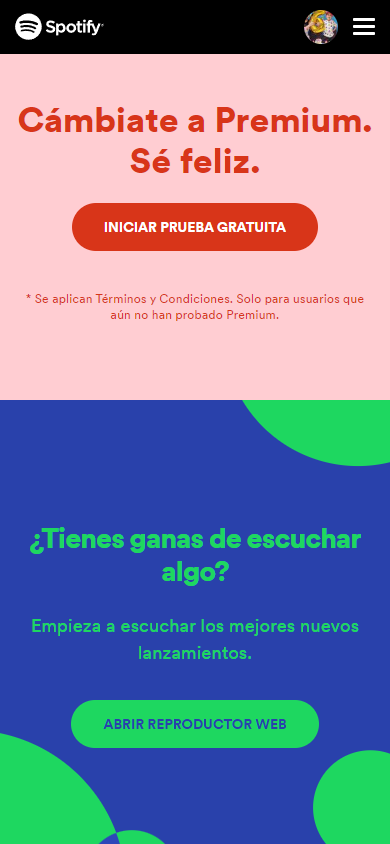 Spotify
Cámbiate a Premium.
Sé feliz.
INICIAR PRUEBA GRATUITA
* Se aplican Términos y Condiciones. Solo para usuarios que
aún no han probado Premium.
¿Tienes ganas de escuchar
algo?
Empieza a escuchar los mejores nuevos
lanzamientos.
ABRIR REPRODUCTOR WEB